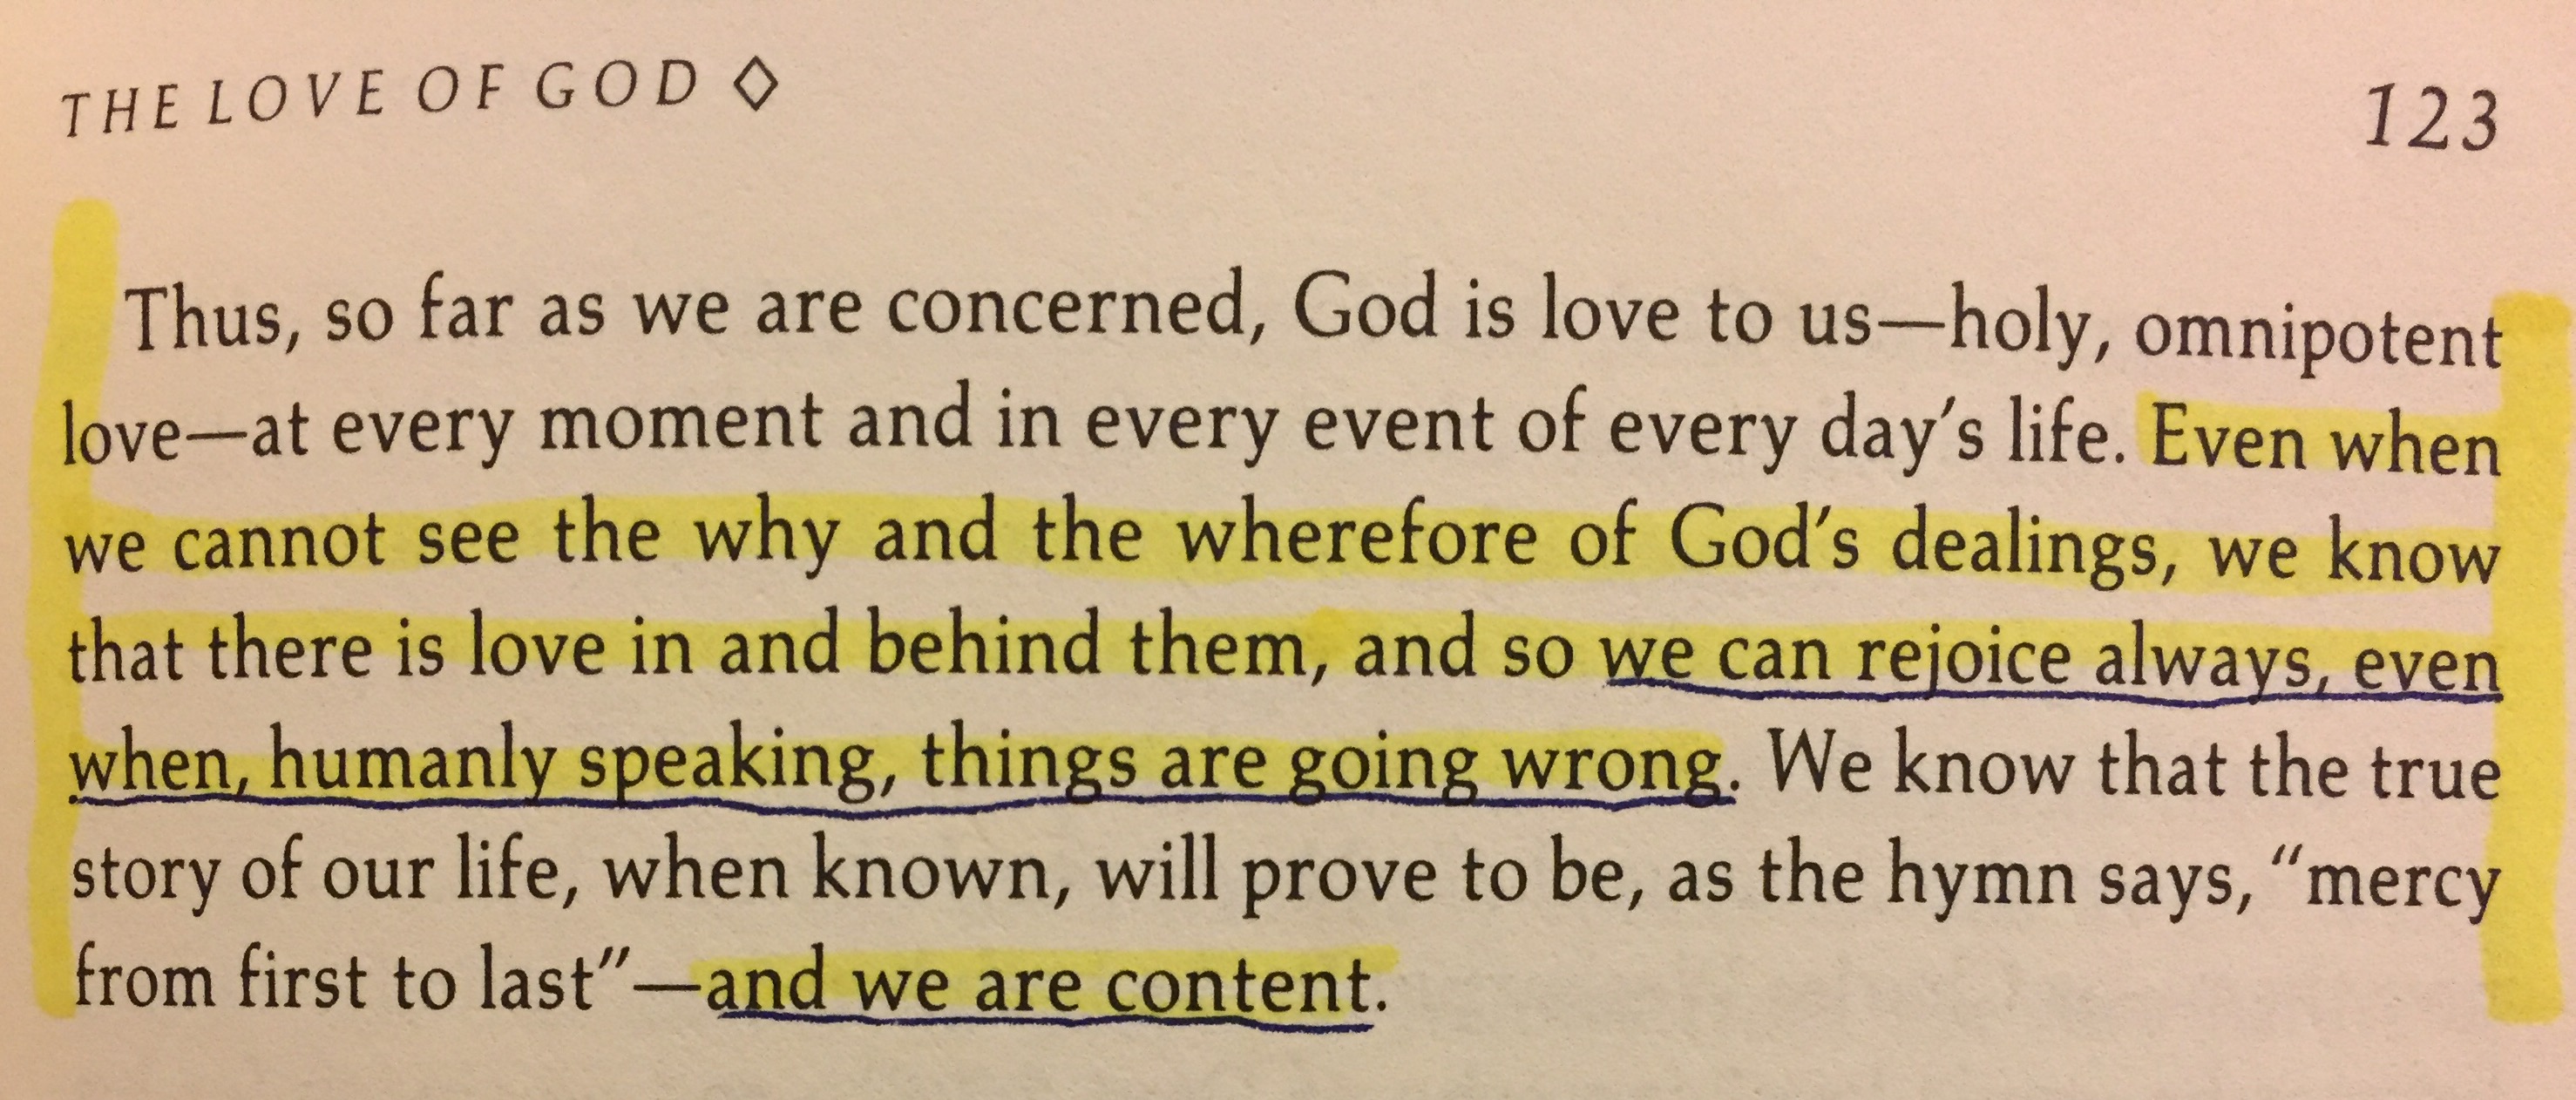 THE LOVE OF GOD ◇ 123
Thus, so far as we are concerned, God is love to us—holy, omnipotent
love—at every moment and in every event of every day’s life. Even when
we cannot see the why and the wherefore of God’s dealings, we know
that there is love in and behind them, and so we can rejoice always, even
when, humanly speaking, things are going wrong. We know that the true
story of our life, when known, will prove to be, as the hymn says, “mercy
from first to last”—and we are content.